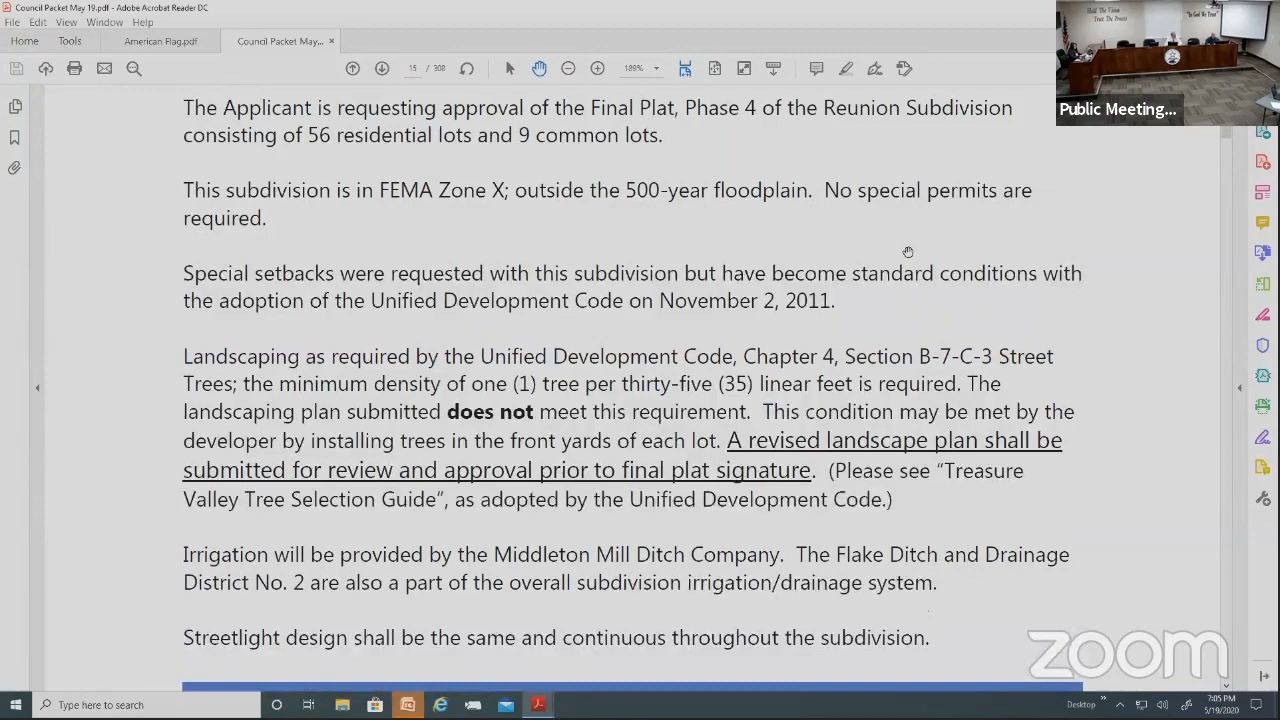 Council Packet May 19.pdf - Adobe Acrobat Reader DC
File Edit View Window Help
Home Tools American Flag.pdf Council Packet May... ×
15 / 308 189%
Hold The Vision
Trust The Process
"In God We Trust"
Public Meeting...
The Applicant is requesting approval of the Final Plat, Phase 4 of the Reunion Subdivision
consisting of 56 residential lots and 9 common lots.
This subdivision is in FEMA Zone X; outside the 500-year floodplain. No special permits are
required.
Special setbacks were requested with this subdivision but have become standard conditions with
the adoption of the Unified Development Code on November 2, 2011.
Landscaping as required by the Unified Development Code, Chapter 4, Section B-7-C-3 Street
Trees; the minimum density of one (1) tree per thirty-five (35) linear feet is required. The
landscaping plan submitted does not meet this requirement. This condition may be met by the
developer by installing trees in the front yards of each lot. A revised landscape plan shall be
submitted for review and approval prior to final plat signature. (Please see “Treasure
Valley Tree Selection Guide”, as adopted by the Unified Development Code.)
Irrigation will be provided by the Middleton Mill Ditch Company. The Flake Ditch and Drainage
District No. 2 are also a part of the overall subdivision irrigation/drainage system.
Streetlight design shall be the same and continuous throughout the subdivision.
zoom
Type here to search
Desktop
7:05 PM
5/19/2020